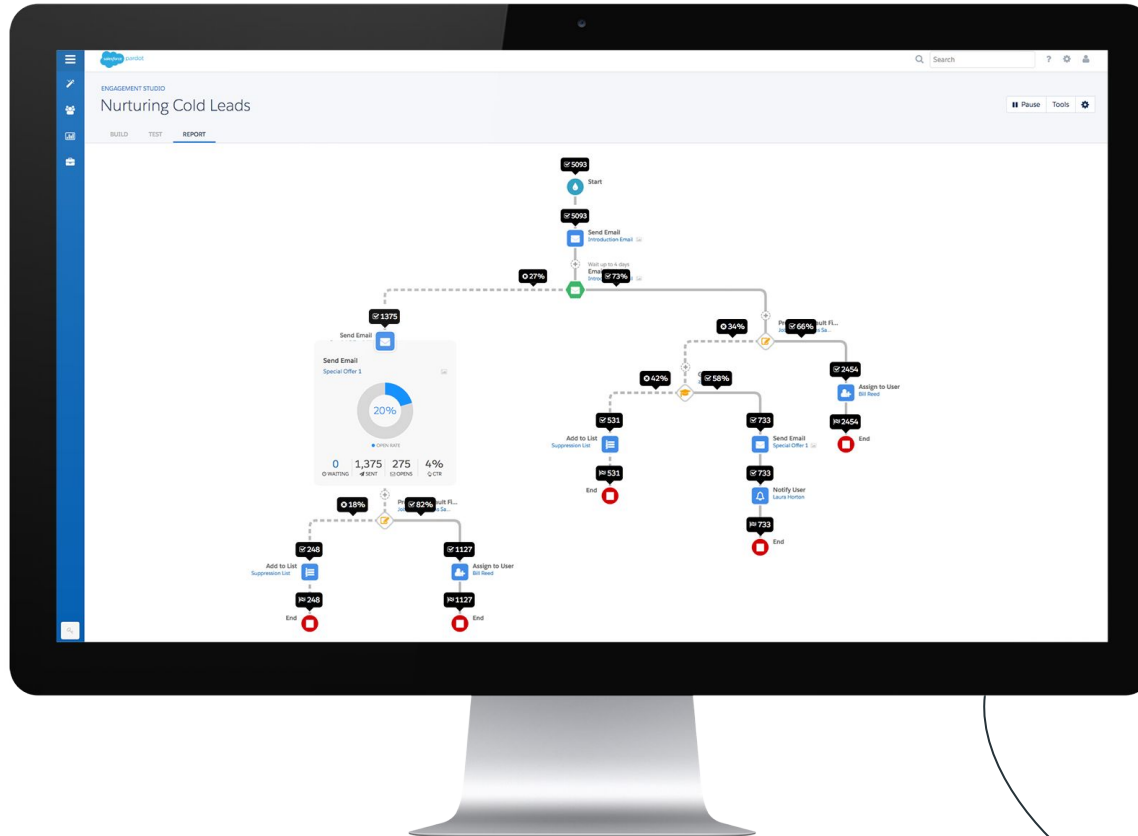 salesforce pardot
Search
?
ENGAGEMENT STUDIO
Nurturing Cold Leads
Pause
Tools
BUILD
TEST
REPORT
5093
Start
5093
Send Email
Introduction Email
Wait up to 4 days
27%
73%
1375
Send Email
34%
66%
Send Email
Special Offer 1
20%
OPEN RATE
0 WAITING
1,375 SENT
275 OPENS
4% CTR
42%
58%
2454
Assign to User
Bill Reed
2454
End
531
Add to List
Suppression List
531
End
733
Send Email
Special Offer 1
733
Notify User
Laura Horton
733
End
18%
82%
248
Add to List
Suppression List
248
End
1127
Assign to User
Bill Reed
1127
End